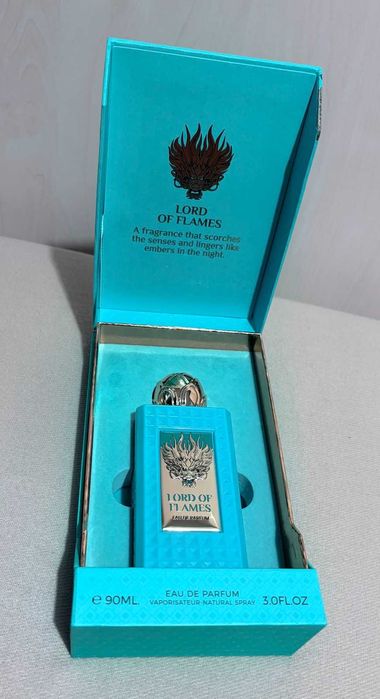 LORD
OF FLAMES
A fragrance that scorches
the senses and lingers like
embers in the night.
LORD OF
FLAMES
EAU DE PARFUM
EAU DE PARFUM
℮ 90ML. VAPORISATEUR-NATURAL SPRAY 3.0FL.OZ